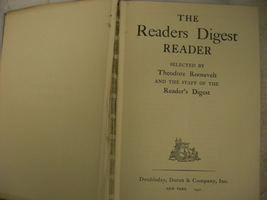 THE
Readers Digest
READER
SELECTED BY
Theodore Roosevelt
AND THE STAFF OF THE
Reader's Digest
Doubleday, Doran & Company, Inc.
NEW YORK